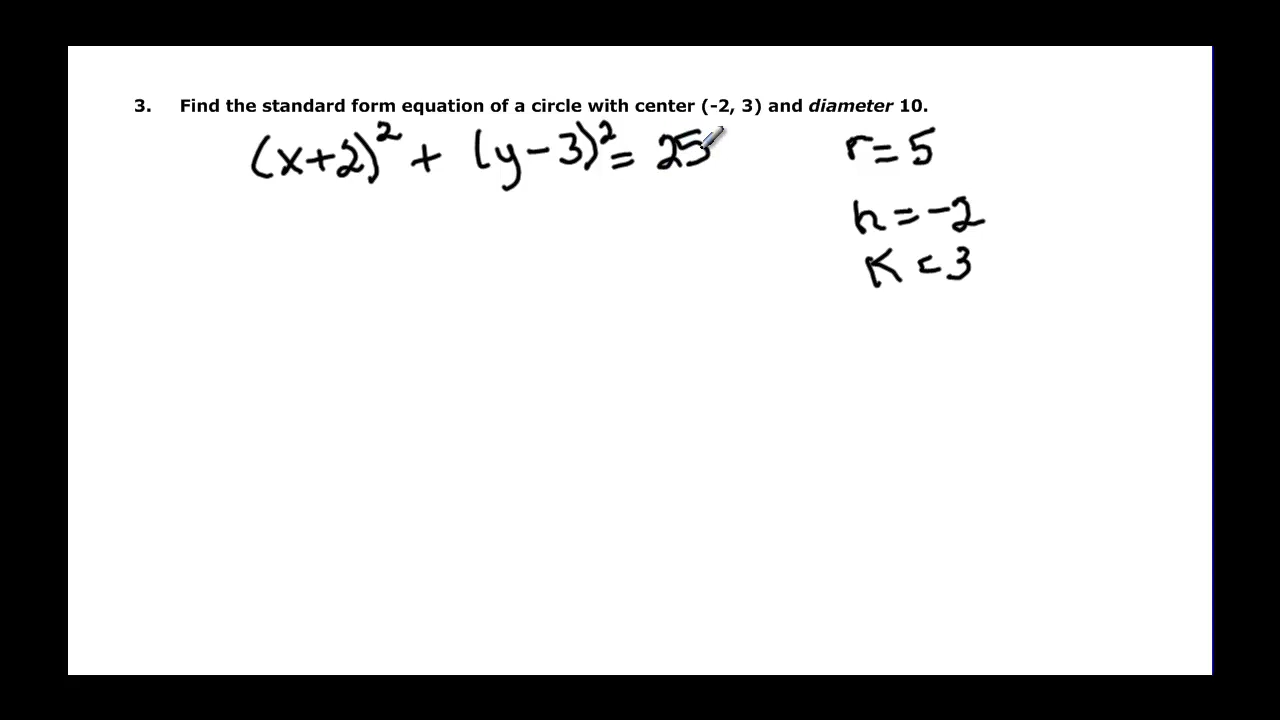 3. Find the standard form equation of a circle with center (-2, 3) and diameter 10.
(x+2)² + (y-3)² = 25
r = 5
h = -2
K = 3